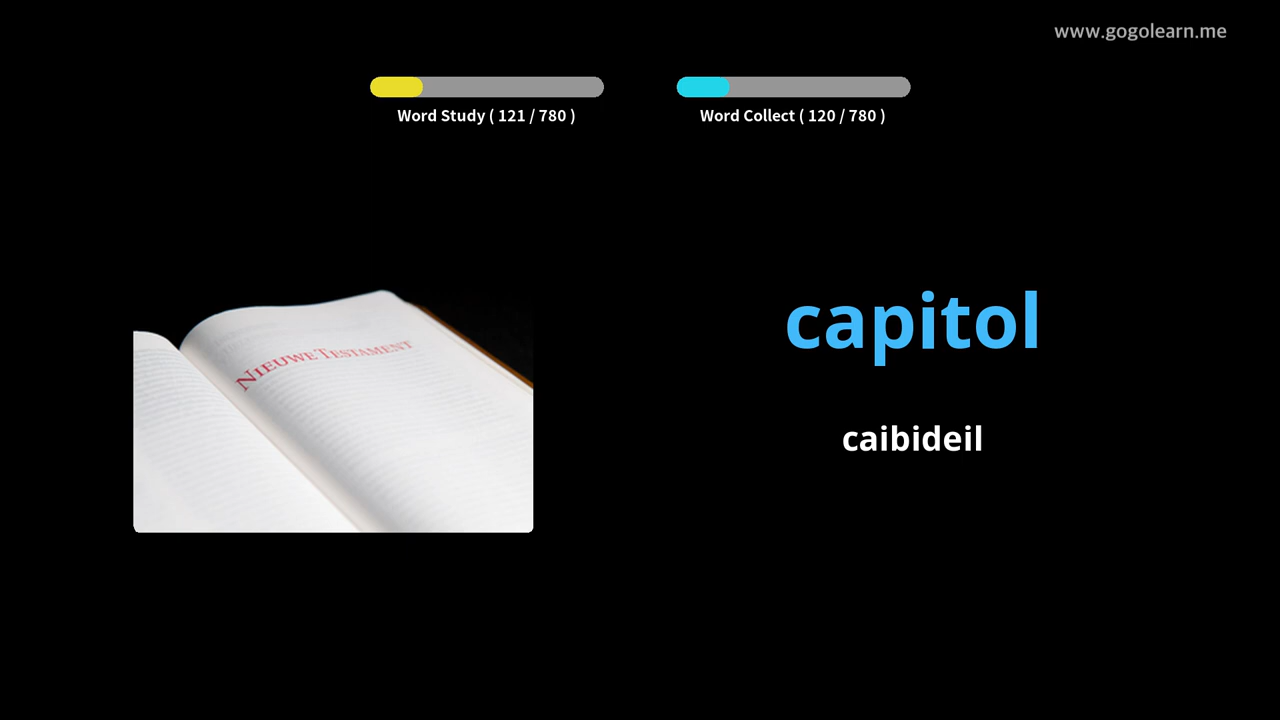 www.gogolearn.me
Word Study ( 121 / 780 )
Word Collect ( 120 / 780 )
NIEUWE TESTAMENT
capitol
caibideil